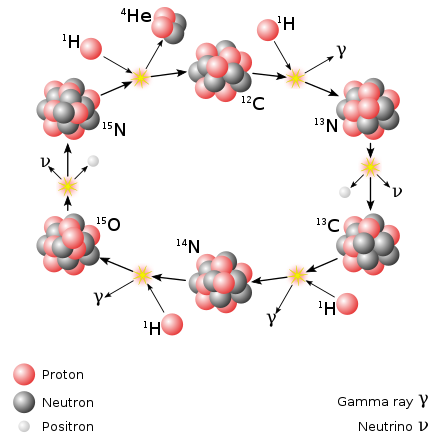 ⁴He
¹H
¹H
γ
¹²C
¹⁵N
¹³N
ν
ν
¹⁵O
¹³C
¹⁴N
γ
γ
¹H
¹H
Proton
Neutron
Positron
Gamma ray γ
Neutrino ν